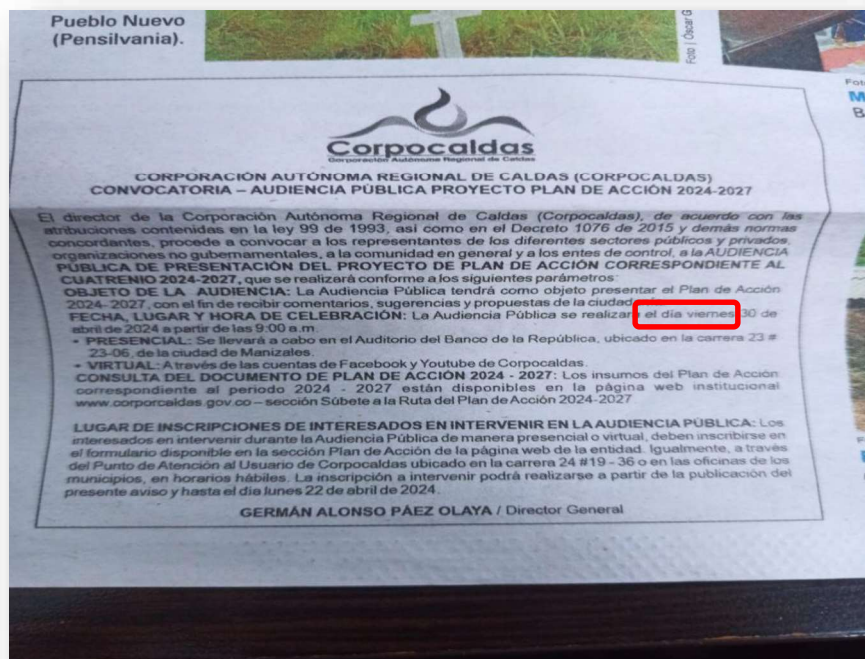 Pueblo Nuevo
(Pensilvania).
Foto | Óscar G
Fot
M
B
Corpocaldas
Corporación Autónoma Regional de Caldas
CORPORACIÓN AUTÓNOMA REGIONAL DE CALDAS (CORPOCALDAS)
CONVOCATORIA – AUDIENCIA PÚBLICA PROYECTO PLAN DE ACCIÓN 2024-2027
El director de la Corporación Autónoma Regional de Caldas (Corpocaldas), de acuerdo con las
atribuciones contenidas en la ley 99 de 1993, así como en el Decreto 1076 de 2015 y demás normas
concordantes, procede a convocar a los representantes de los diferentes sectores públicos y privados,
organizaciones no gubernamentales, a la comunidad en general y a los entes de control, a la AUDIENCIA
PÚBLICA DE PRESENTACIÓN DEL PROYECTO DE PLAN DE ACCIÓN CORRESPONDIENTE AL
CUATRENIO 2024-2027, que se realizará conforme a los siguientes parámetros:
OBJETO DE LA AUDIENCIA: La Audiencia Pública tendrá como objeto presentar el Plan de Acción
2024-2027, con el fin de recibir comentarios, sugerencias y propuestas de la
FECHA, LUGAR Y HORA DE CELEBRACIÓN: La Audiencia Pública se realizará el día viernes 30 de
abril de 2024 a partir de las 9:00 a.m.
• PRESENCIAL: Se llevará a cabo en el Auditorio del Banco de la República, ubicado en la carrera 23 #
23-06, de la ciudad de Manizales.
• VIRTUAL: A través de las cuentas de Facebook y Youtube de Corpocaldas.
CONSULTA DEL DOCUMENTO DE PLAN DE ACCIÓN 2024 - 2027: Los insumos del Plan de Acción
correspondiente al periodo 2024 - 2027 están disponibles en la página web institucional
www.corporcaldas.gov.co – sección Súbete a la Ruta del Plan de Acción 2024-2027
LUGAR DE INSCRIPCIONES DE INTERESADOS EN INTERVENIR EN LA AUDIENCIA PÚBLICA: Los
interesados en intervenir durante la Audiencia Pública de manera presencial o virtual, deben inscribirse en
el formulario disponible en la sección Plan de Acción de la página web de la entidad. Igualmente, a través
del Punto de Atención al Usuario de Corpocaldas ubicado en la carrera 24 #19 - 36 o en las oficinas de los
municipios, en horarios hábiles. La inscripción a intervenir podrá realizarse a partir de la publicación del
presente aviso y hasta el día lunes 22 de abril de 2024.
GERMÁN ALONSO PÁEZ OLAYA / Director General